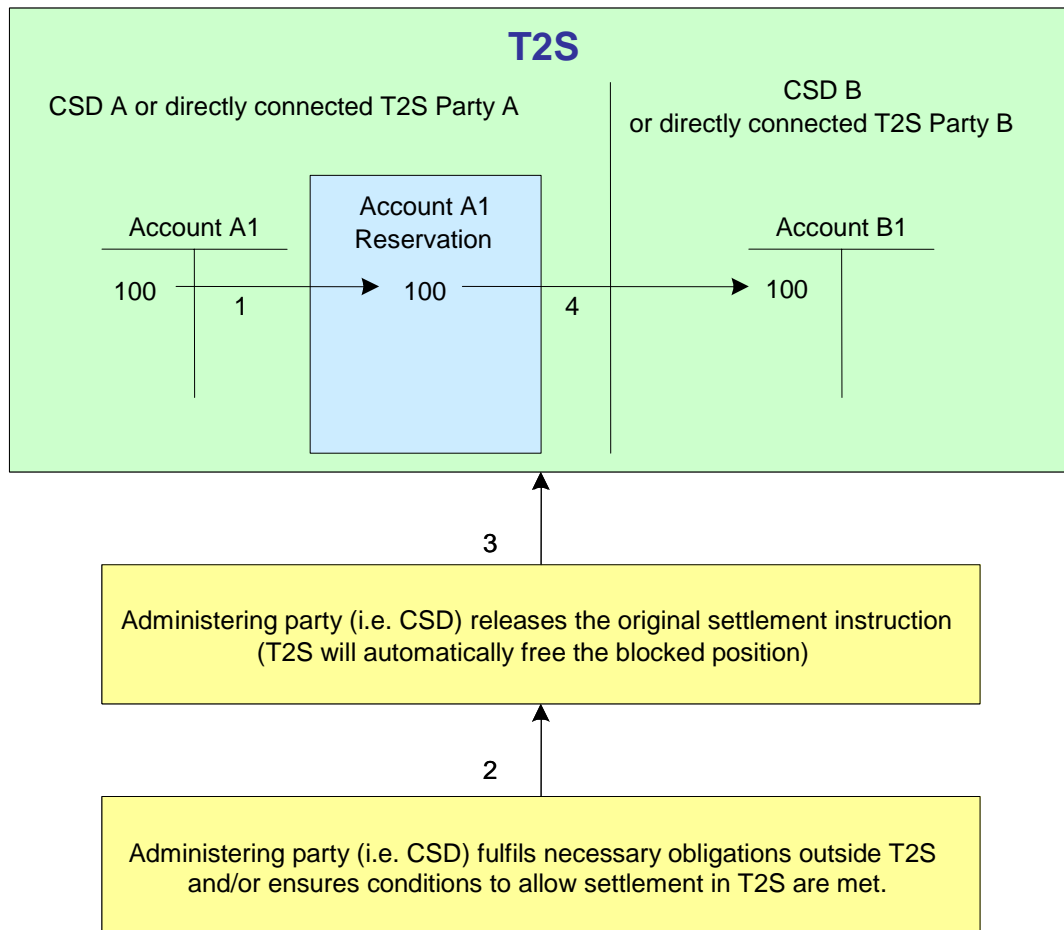 T2S
CSD A or directly connected T2S Party A
CSD B
or directly connected T2S Party B
Account A1
Account A1
Reservation
Account B1
100
1
100
4
100
3
Administering party (i.e. CSD) releases the original settlement instruction
(T2S will automatically free the blocked position)
2
Administering party (i.e. CSD) fulfils necessary obligations outside T2S
and/or ensures conditions to allow settlement in T2S are met.